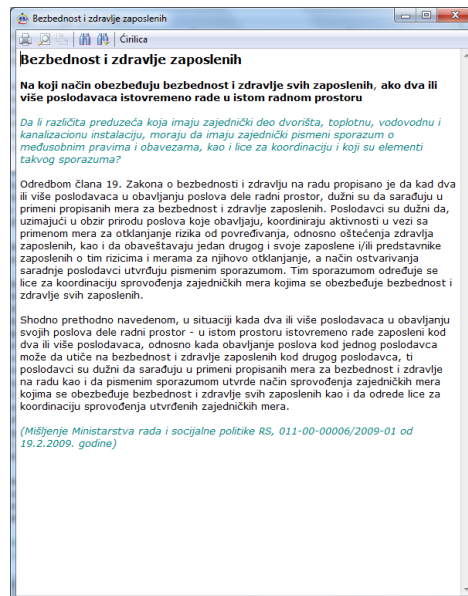 Bezbednost i zdravlje zaposlenih
Ćirilica
Bezbednost i zdravlje zaposlenih
Na koji način obezbeđuju bezbednost i zdravlje svih zaposlenih, ako dva ili
više poslodavaca istovremeno rade u istom radnom prostoru
Da li različita preduzeća koja imaju zajednički deo dvorišta, toplotnu, vodovodnu i
kanalizacionu instalaciju, moraju da imaju zajednički pismeni sporazum o
međusobnim pravima i obavezama, kao i lice za koordinaciju i koji su elementi
takvog sporazuma?
Odredbom člana 19. Zakona o bezbednosti i zdravlju na radu propisano je da kad dva
ili više poslodavaca u obavljanju poslova dele radni prostor, dužni su da sarađuju u
primeni propisanih mera za bezbednost i zdravlje zaposlenih. Poslodavci su dužni da,
uzimajući u obzir prirodu poslova koje obavljaju, koordiniraju aktivnosti u vezi sa
primenom mera za otklanjanje rizika od povređivanja, odnosno oštećenja zdravlja
zaposlenih, kao i da obaveštavaju jedan drugog i svoje zaposlene i/ili predstavnike
zaposlenih o tim rizicima i merama za njihovo otklanjanje, a način ostvarivanja
saradnje poslodavci utvrđuju pismenim sporazumom. Tim sporazumom određuje se
lice za koordinaciju sprovođenja zajedničkih mera kojima se obezbeđuje bezbednost i
zdravlje svih zaposlenih.
Shodno prethodno navedenom, u situaciji kada dva ili više poslodavaca u obavljanju
svojih poslova dele radni prostor - u istom prostoru istovremeno rade zaposleni kod
dva ili više poslodavaca, odnosno kada obavljanje poslova kod jednog poslodavca
može da utiče na bezbednost i zdravlje zaposlenih kod drugog poslodavca, ti
poslodavci su dužni da sarađuju u primeni propisanih mera za bezbednost i zdravlje
na radu kao i da pismenim sporazumom utvrde način sprovođenja zajedničkih mera
kojima se obezbeđuje bezbednost i zdravlje svih zaposlenih kao i da odrede lice za
koordinaciju sprovođenja utvrđenih zajedničkih mera.
(Mišljenje Ministarstva rada i socijalne politike RS, 011-00-00006/2009-01 od
19.2.2009. godine)